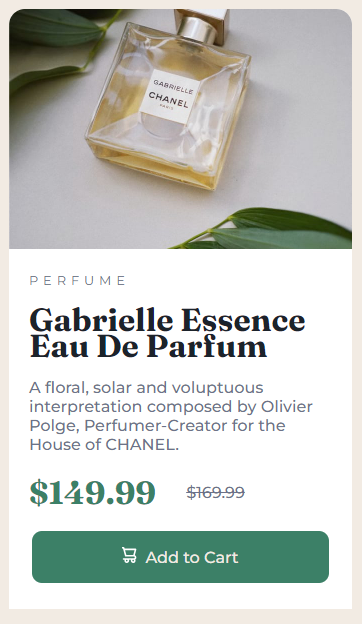 GABRIELLE
CHANEL
PARIS
PERFUME
Gabrielle Essence
Eau De Parfum
A floral, solar and voluptuous
interpretation composed by Olivier
Polge, Perfumer-Creator for the
House of CHANEL.
$149.99 $169.99
Add to Cart